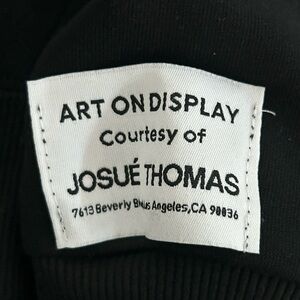 ART ON DISPLAY
Courtesy of
JOSUÉ THOMAS
7613 Beverly Angeles, CA 90036